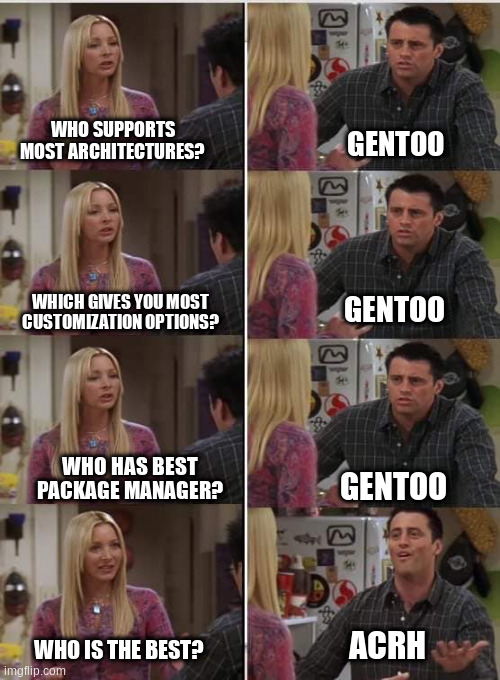 WHO SUPPORTS
MOST ARCHITECTURES?
GENTOO
WHICH GIVES YOU MOST
CUSTOMIZATION OPTIONS?
GENTOO
WHO HAS BEST
PACKAGE MANAGER?
GENTOO
WHO IS THE BEST?
ACRH
imgflip.com